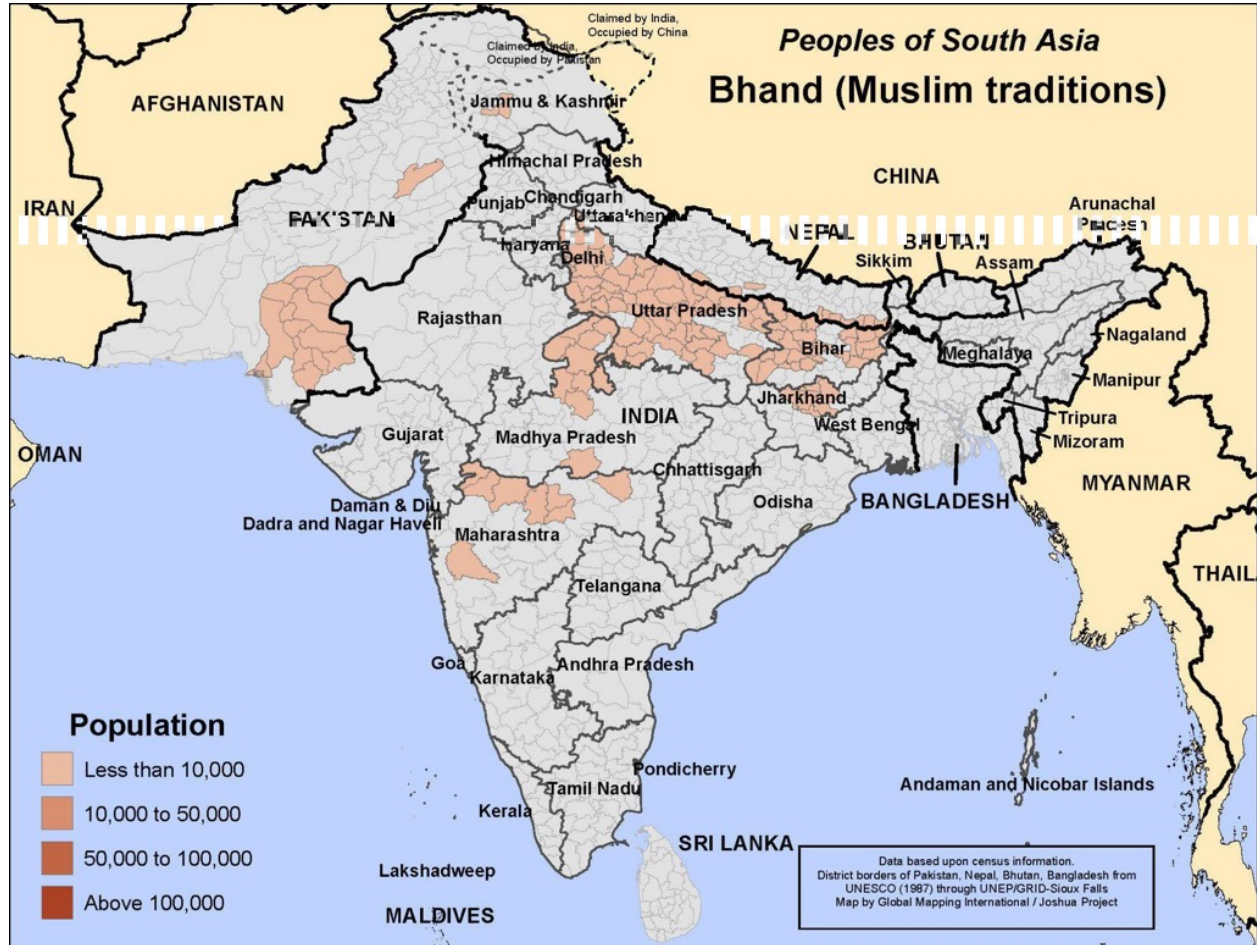 Peoples of South Asia
Bhand (Muslim traditions)
Claimed by India,
Occupied by China
Claimed by India,
Occupied by Pakistan
AFGHANISTAN
Jammu & Kashmir
Himachal Pradesh
CHINA
IRAN
PAKISTAN
Punjab
Chandigarh
Haryana
Delhi
NEPAL
BHUTAN
Sikkim
Assam
Arunachal
Pradesh
Rajasthan
Uttar Pradesh
Bihar
Meghalaya
Nagaland
Manipur
Tripura
Mizoram
Jharkhand
West Bengal
INDIA
Gujarat
Madhya Pradesh
Chhattisgarh
OMAN
Daman & Diu
Dadra and Nagar Haveli
Maharashtra
Odisha
BANGLADESH
MYANMAR
Telangana
THAIL
Goa
Karnataka
Andhra Pradesh
Pondicherry
Tamil Nadu
Kerala
Andaman and Nicobar Islands
SRI LANKA
Lakshadweep
MALDIVES
Population
Less than 10,000
10,000 to 50,000
50,000 to 100,000
Above 100,000
Data based upon census information.
District borders of Pakistan, Nepal, Bhutan, Bangladesh from
UNESCO (1987) through UNEP/GRID-Sioux Falls
Map by Global Mapping International / Joshua Project